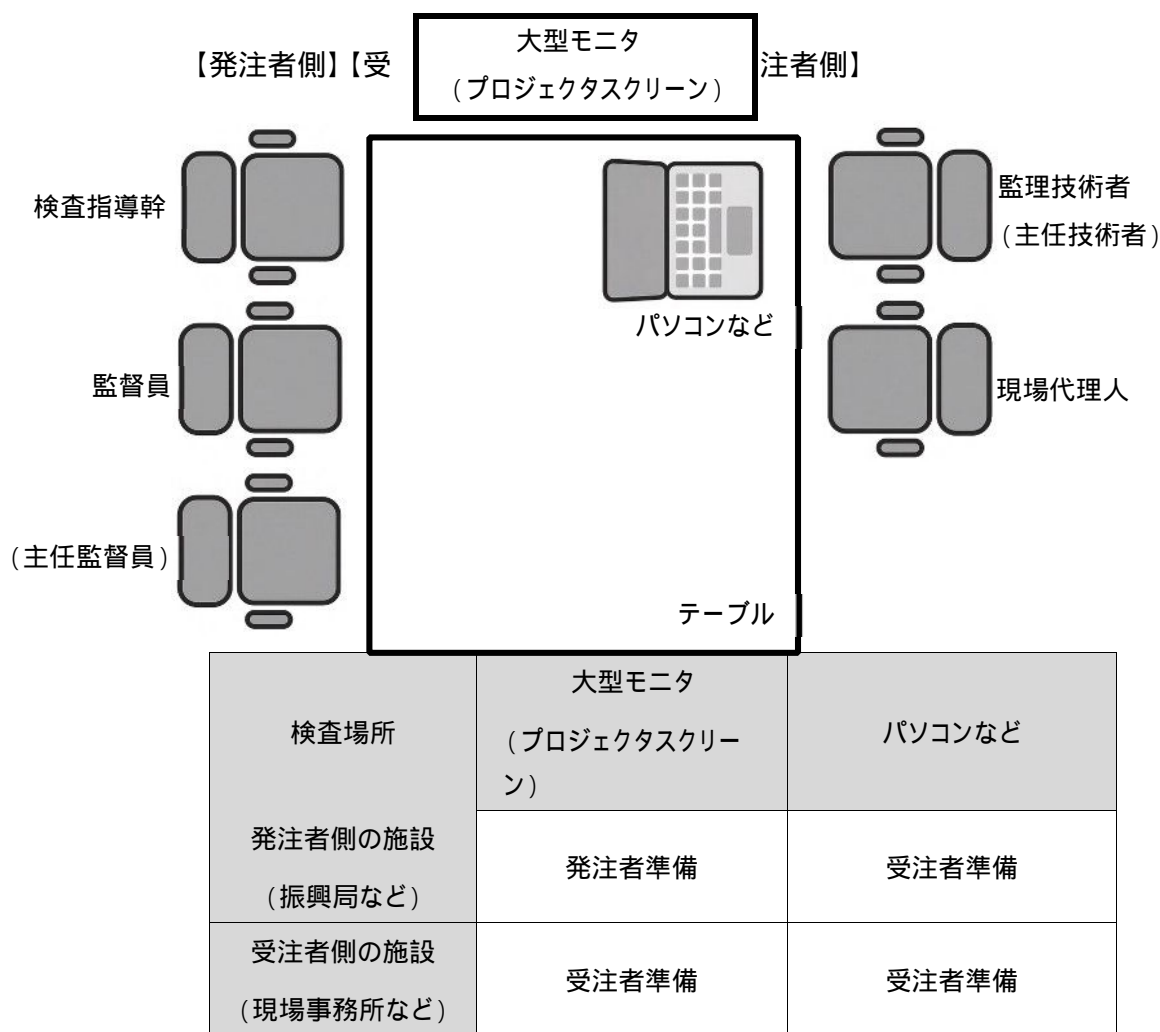 【発注者側】【受
大型モニタ
(プロジェクタスクリーン)
注者側】
検査指導幹
監理技術者
(主任技術者)
パソコンなど
監督員
現場代理人
(主任監督員)
テーブル
検査場所
大型モニタ
(プロジェクタスクリー
ン)
パソコンなど
発注者側の施設
(振興局など)
発注者準備
受注者準備
受注者側の施設
(現場事務所など)
受注者準備
受注者準備